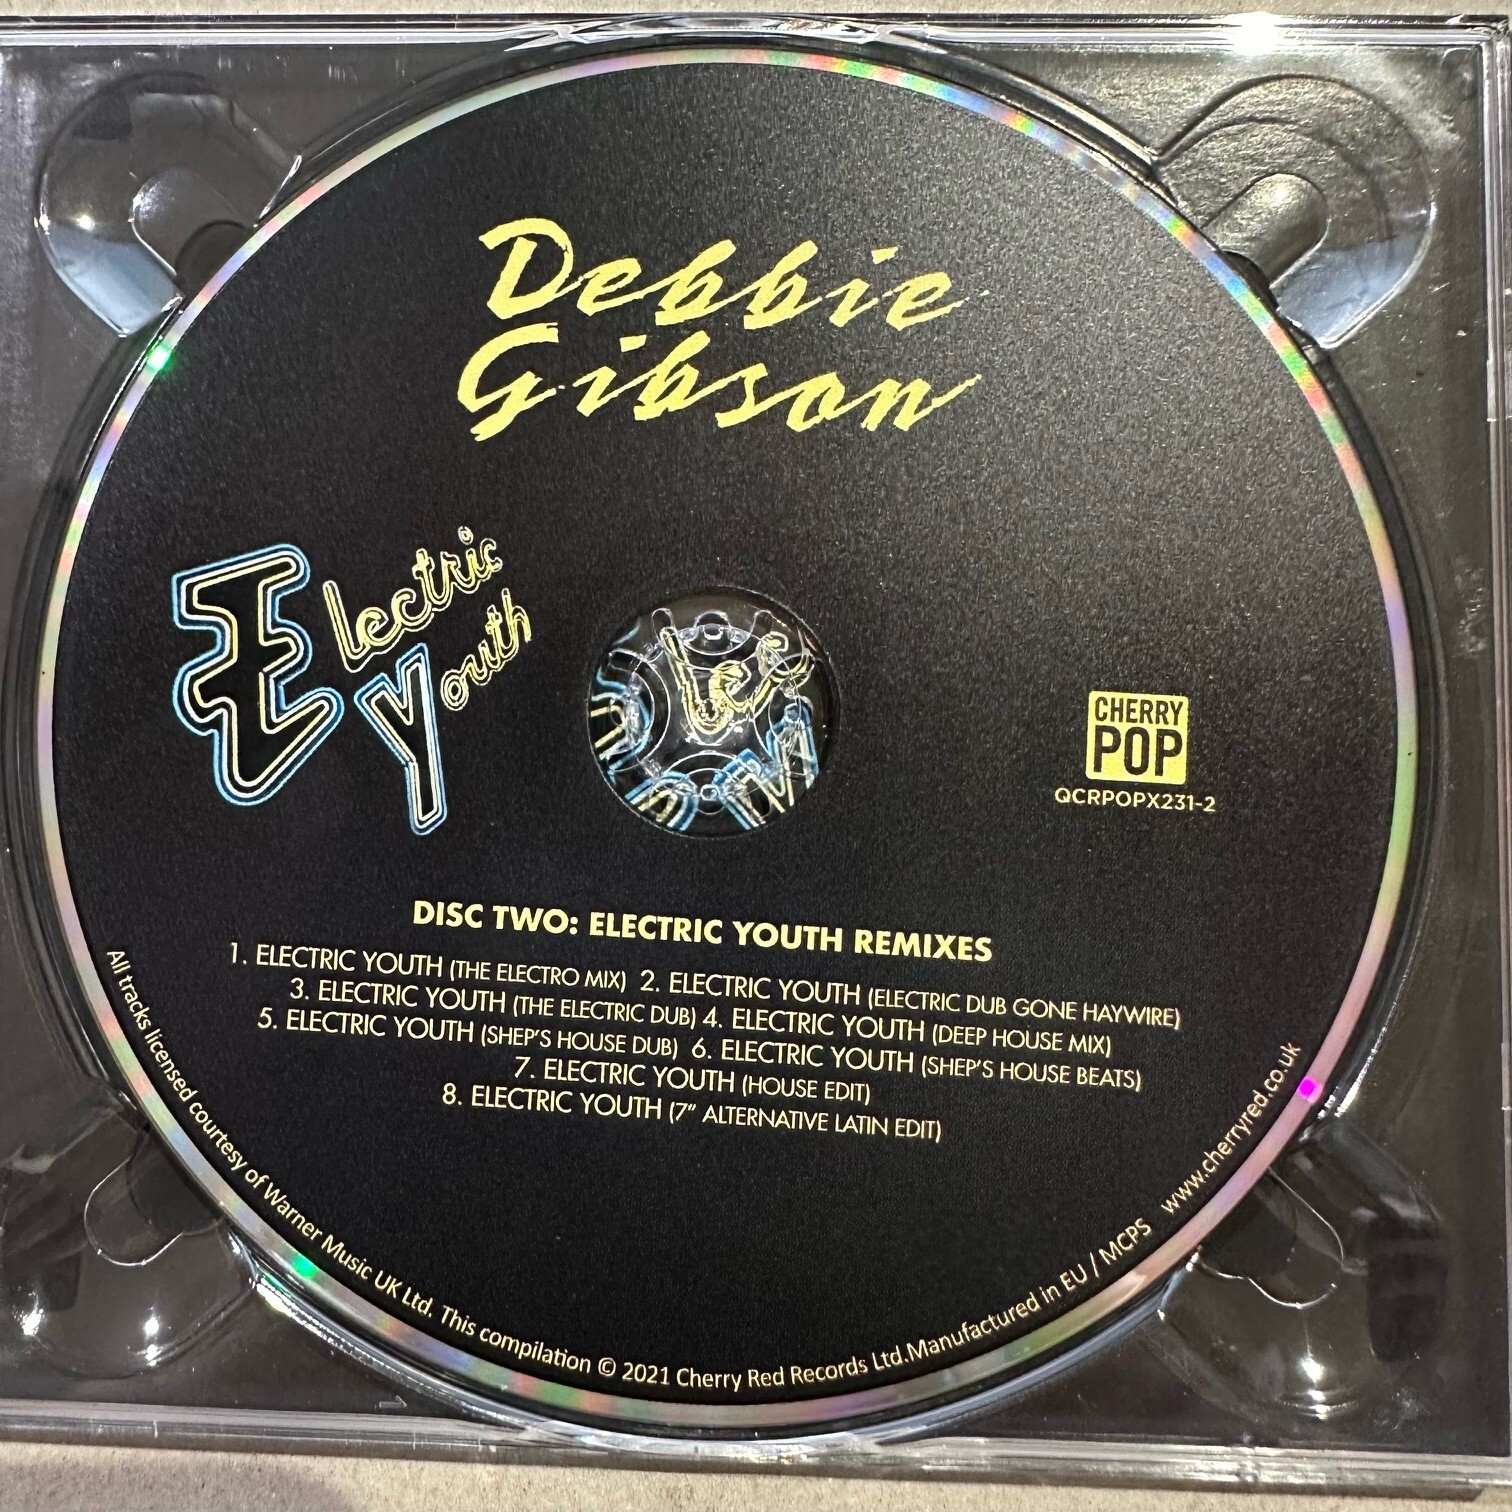 Debbie
Gibson
Electric
Youth
CHERRY
POP
QCRPOPX231-2
DISC TWO: ELECTRIC YOUTH REMIXES
1. ELECTRIC YOUTH (THE ELECTRO MIX) 2. ELECTRIC YOUTH (ELECTRIC DUB GONE HAYWIRE)
3. ELECTRIC YOUTH (THE ELECTRIC DUB) 4. ELECTRIC YOUTH (DEEP HOUSE MIX)
5. ELECTRIC YOUTH (SHEP'S HOUSE DUB) 6. ELECTRIC YOUTH (SHEP'S HOUSE BEATS)
7. ELECTRIC YOUTH (HOUSE EDIT)
8. ELECTRIC YOUTH (7" ALTERNATIVE LATIN EDIT)
All tracks licensed courtesy of Warner Music UK Ltd. This compilation © 2021 Cherry Red Records Ltd.Manufactured in EU / MCPS www.cherryred.co.uk